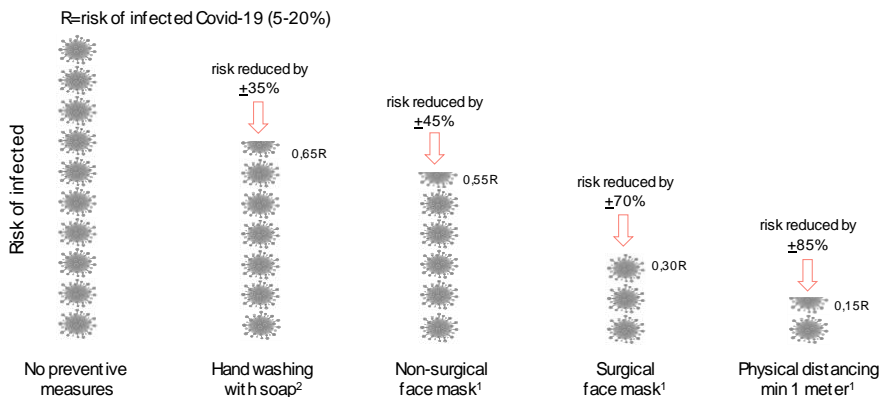 R=risk of infected Covid-19 (5-20%)
risk reduced by
±35%
0,65R
risk reduced by
±45%
0,55R
risk reduced by
±70%
0,30R
risk reduced by
±85%
0,15R
Risk of infected
No preventive
measures
Hand washing
with soap²
Non-surgical
face mask¹
Surgical
face mask¹
Physical distancing
min 1 meter¹